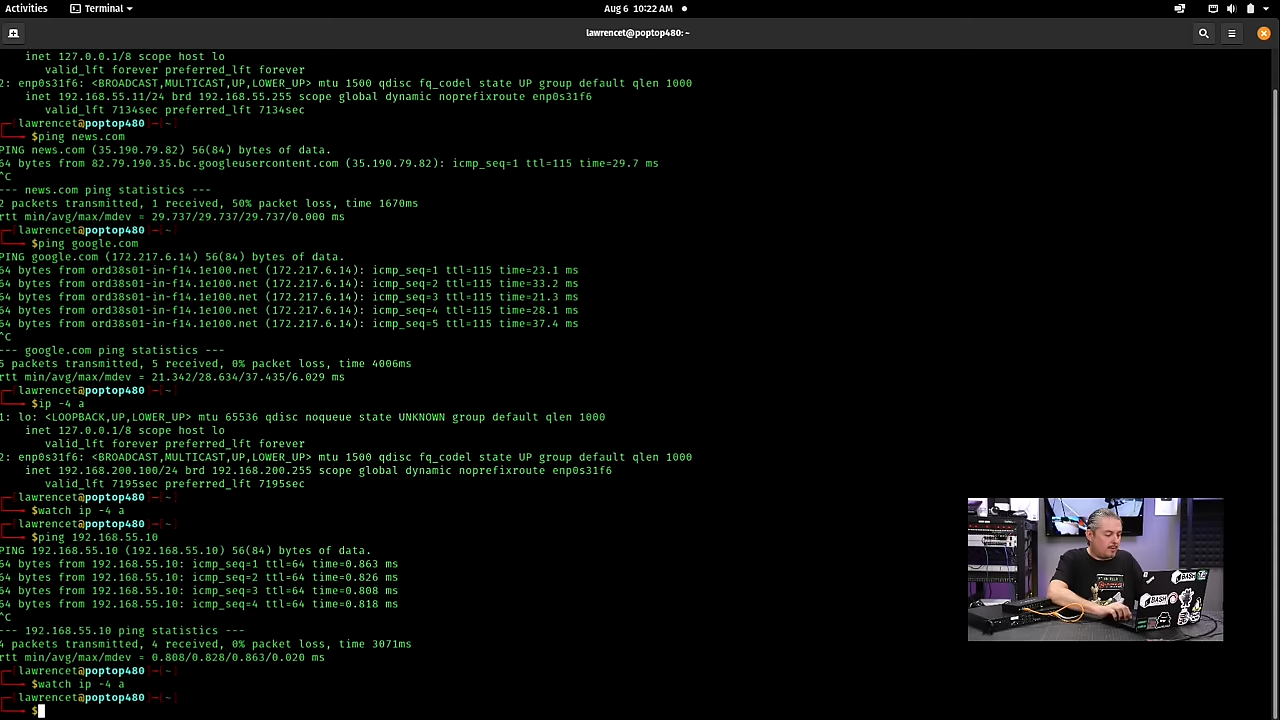 Activities
Terminal
Aug 6 10:22 AM
lawrencet@poptop480:~
inet 127.0.0.1/8 scope host lo
valid_lft forever preferred_lft forever
2: enp0s31f6: <BROADCAST,MULTICAST,UP,LOWER_UP> mtu 1500 qdisc fq_codel state UP group default qlen 1000
inet 192.168.55.11/24 brd 192.168.55.255 scope global dynamic noprefixroute enp0s31f6
valid_lft 7134sec preferred_lft 7134sec
lawrencet@poptop480 ~
$ping news.com
PING news.com (35.190.79.82) 56(84) bytes of data.
64 bytes from 82.79.190.35.bc.googleusercontent.com (35.190.79.82): icmp_seq=1 ttl=115 time=29.7 ms
^C
--- news.com ping statistics ---
2 packets transmitted, 1 received, 50% packet loss, time 1670ms
rtt min/avg/max/mdev = 29.737/29.737/29.737/0.000 ms
lawrencet@poptop480 ~
$ping google.com
PING google.com (172.217.6.14) 56(84) bytes of data.
64 bytes from ord38s01-in-f14.1e100.net (172.217.6.14): icmp_seq=1 ttl=115 time=23.1 ms
64 bytes from ord38s01-in-f14.1e100.net (172.217.6.14): icmp_seq=2 ttl=115 time=33.2 ms
64 bytes from ord38s01-in-f14.1e100.net (172.217.6.14): icmp_seq=3 ttl=115 time=21.3 ms
64 bytes from ord38s01-in-f14.1e100.net (172.217.6.14): icmp_seq=4 ttl=115 time=28.1 ms
64 bytes from ord38s01-in-f14.1e100.net (172.217.6.14): icmp_seq=5 ttl=115 time=37.4 ms
^C
--- google.com ping statistics ---
5 packets transmitted, 5 received, 0% packet loss, time 4006ms
rtt min/avg/max/mdev = 21.342/28.634/37.435/6.029 ms
lawrencet@poptop480 ~
$ip -4 a
1: lo: <LOOPBACK,UP,LOWER_UP> mtu 65536 qdisc noqueue state UNKNOWN group default qlen 1000
inet 127.0.0.1/8 scope host lo
valid_lft forever preferred_lft forever
2: enp0s31f6: <BROADCAST,MULTICAST,UP,LOWER_UP> mtu 1500 qdisc fq_codel state UP group default qlen 1000
inet 192.168.200.100/24 brd 192.168.200.255 scope global dynamic noprefixroute enp0s31f6
valid_lft 7195sec preferred_lft 7195sec
lawrencet@poptop480 ~
$watch ip -4 a
lawrencet@poptop480 ~
$ping 192.168.55.10
PING 192.168.55.10 (192.168.55.10) 56(84) bytes of data.
64 bytes from 192.168.55.10: icmp_seq=1 ttl=64 time=0.863 ms
64 bytes from 192.168.55.10: icmp_seq=2 ttl=64 time=0.826 ms
64 bytes from 192.168.55.10: icmp_seq=3 ttl=64 time=0.808 ms
64 bytes from 192.168.55.10: icmp_seq=4 ttl=64 time=0.818 ms
^C
--- 192.168.55.10 ping statistics ---
4 packets transmitted, 4 received, 0% packet loss, time 3071ms
rtt min/avg/max/mdev = 0.808/0.828/0.863/0.020 ms
lawrencet@poptop480 ~
$watch ip -4 a
lawrencet@poptop480 ~
$
BASH
BASH